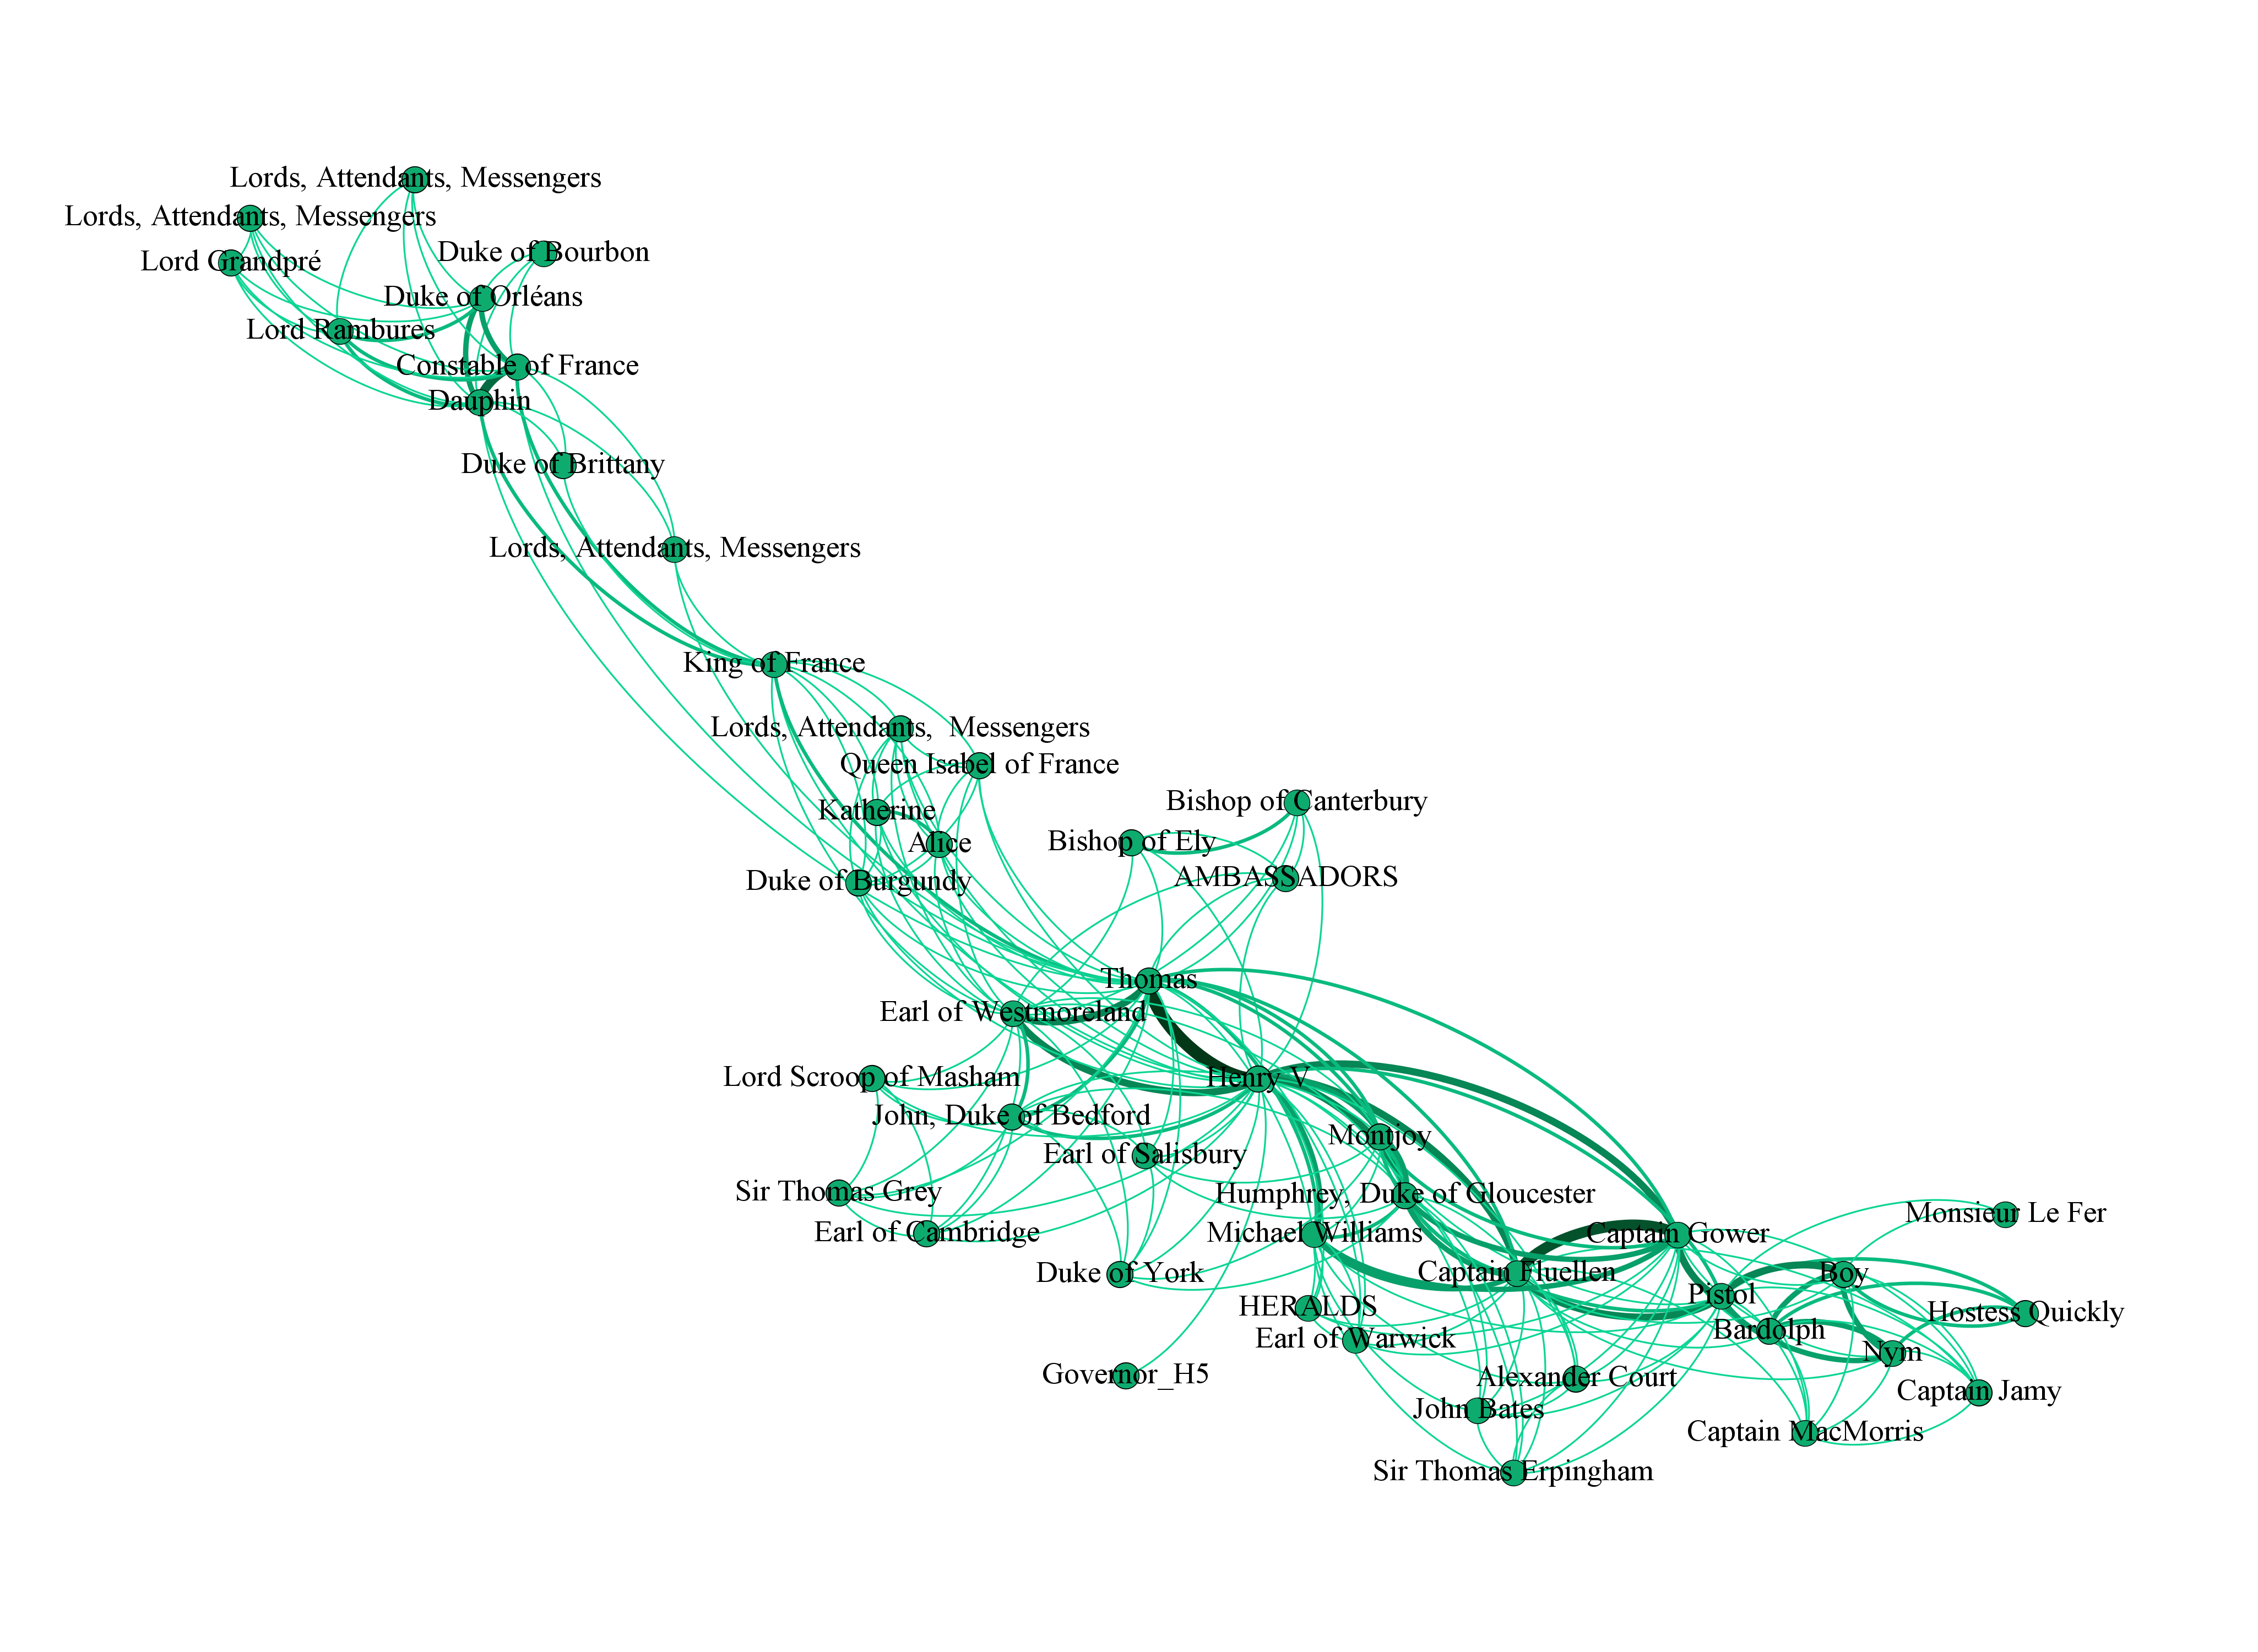 Lords, Attendants, Messengers
Lords, Attendants, Messengers
Duke of Bourbon
Lord Grandpré
Duke of Orléans
Lord Rambures
Constable of France
Dauphin
Duke of Brittany
Lords, Attendants, Messengers
King of France
Lords, Attendants,  Messengers
Queen Isabel of France
Bishop of Canterbury
Katherine
Bishop of Ely
Alice
AMBASSADORS
Duke of Burgundy
Thomas
Earl of Westmoreland
Lord Scroop of Masham
Henry V
John, Duke of Bedford
Montjoy
Earl of Salisbury
Sir Thomas Grey
Humphrey, Duke of Gloucester
Monsieur Le Fer
Earl of Cambridge
Michael Williams
Captain Gower
Duke of York
Captain Fluellen
Boy
Pistol
HERALDS
Hostess Quickly
Bardolph
Earl of Warwick
Nym
Governor_H5
Alexander Court
Captain Jamy
John Bates
Captain MacMorris
Sir Thomas Erpingham